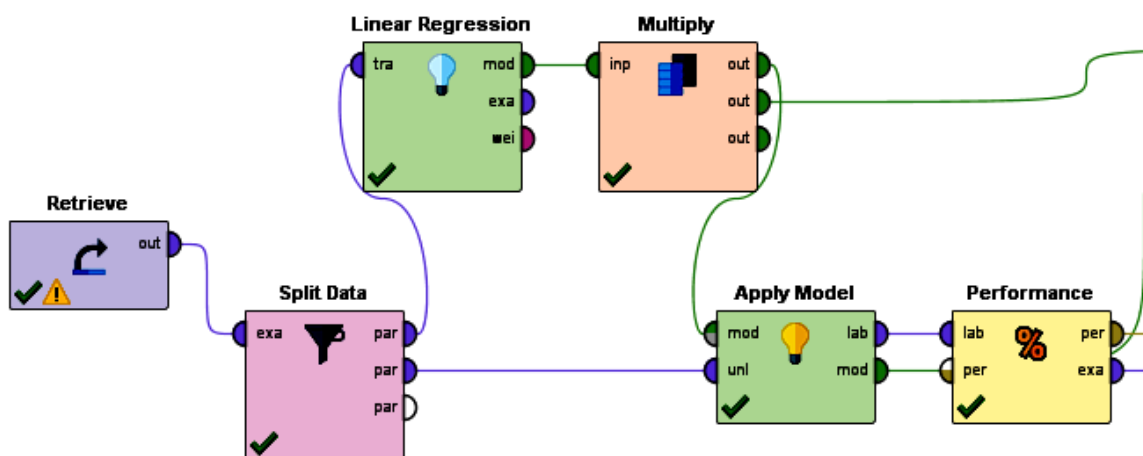 Linear Regression
tra
mod
exa
wei
Multiply
inp
out
out
out
Retrieve
out
Split Data
exa
par
par
par
Apply Model
mod
unl
lab
mod
Performance
%
lab
per
per
exa